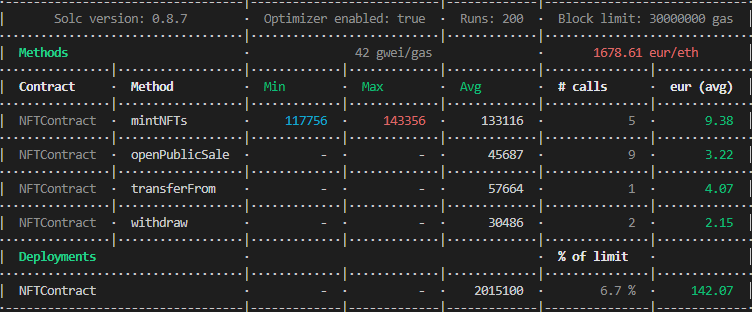 Solc version: 0.8.7 · Optimizer enabled: true · Runs: 200 · Block limit: 30000000 gas
Methods · 42 gwei/gas · 1678.61 eur/eth
Contract · Method · Min · Max · Avg · # calls · eur (avg)
NFTContract · mintNFTs · 117756 · 143356 · 133116 · 5 · 9.38
NFTContract · openPublicSale · - · - · 45687 · 9 · 3.22
NFTContract · transferFrom · - · - · 57664 · 1 · 4.07
NFTContract · withdraw · - · - · 30486 · 2 · 2.15
Deployments · · % of limit ·
NFTContract · - · - · 2015100 · 6.7 % · 142.07